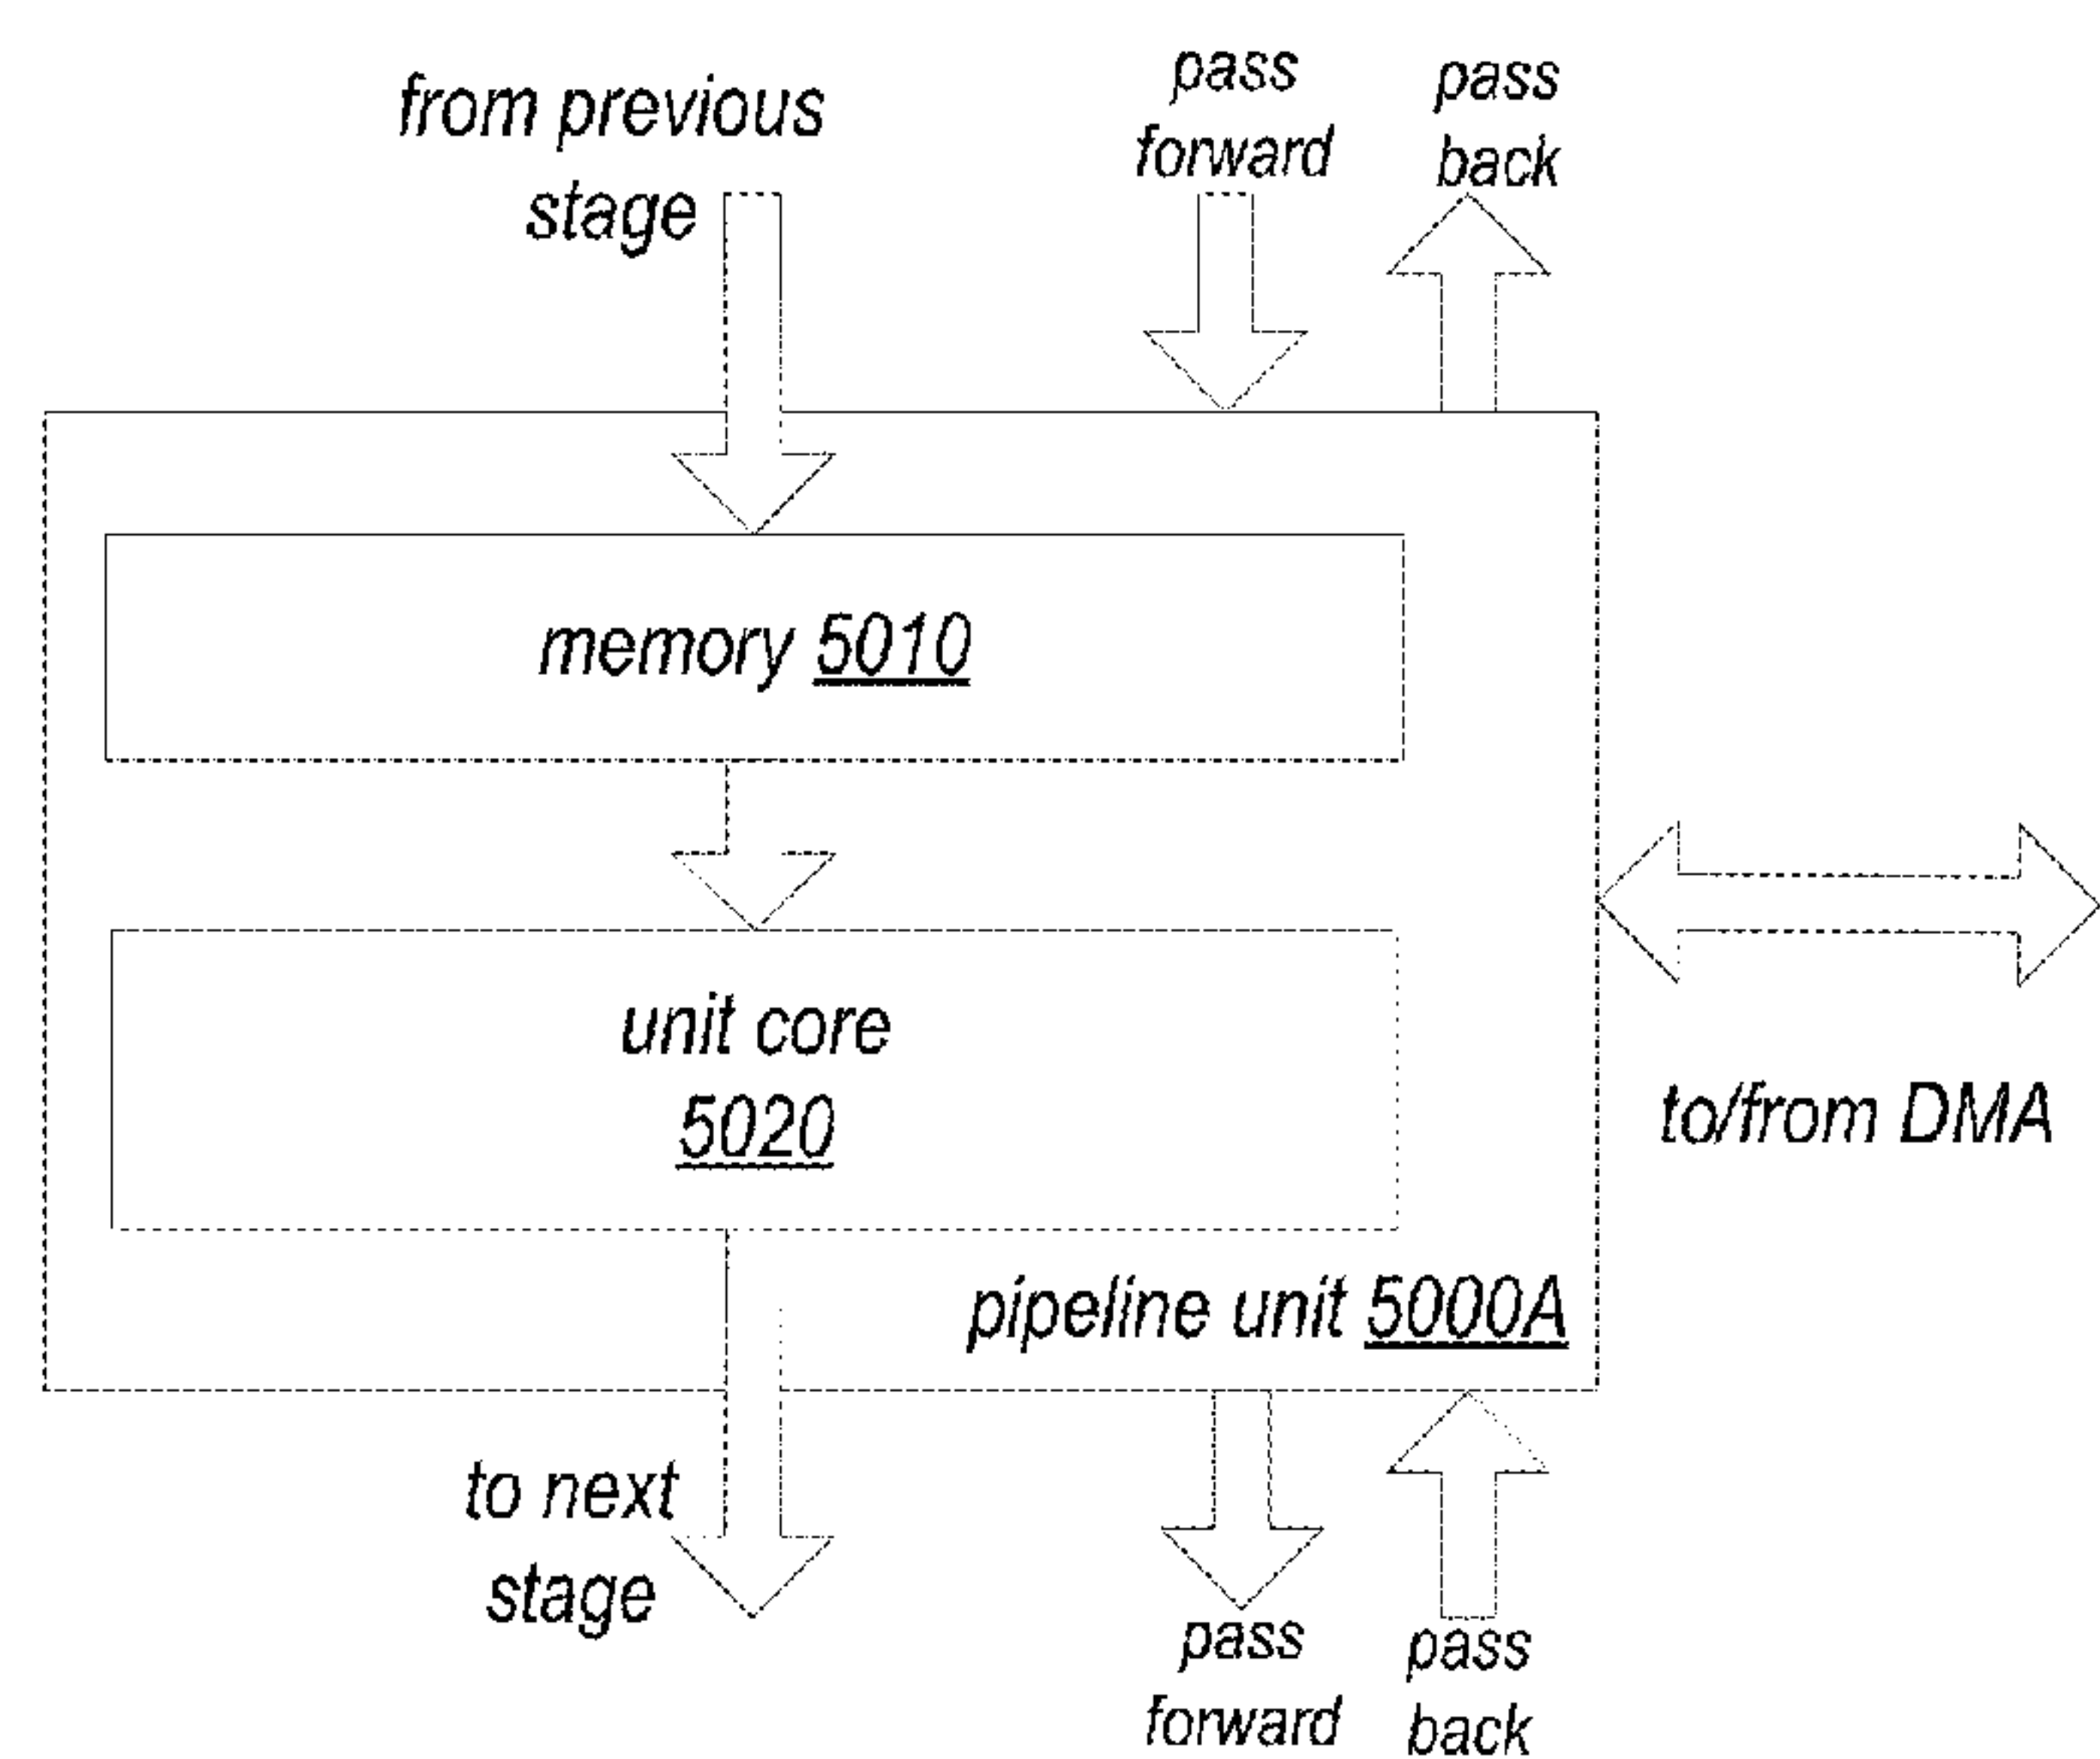 from previous
stage
pass
forward
pass
back
memory 5010
unit core
5020
to/from DMA
pipeline unit 5000A
to next
stage
pass
forward
pass
back